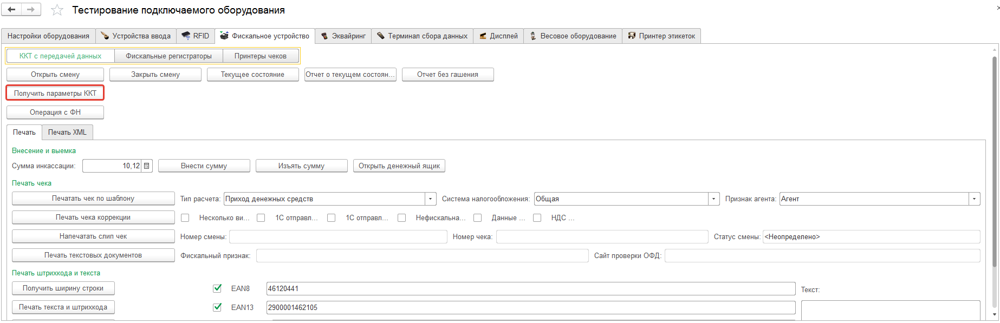 Тестирование подключаемого оборудования
Настройки оборудования Устройства ввода RFID Фискальное устройство Эквайринг Терминал сбора данных Дисплей Весовое оборудование Принтер этикеток
ККТ с передачей данных Фискальные регистраторы Принтеры чеков
Открыть смену Закрыть смену Текущее состояние Отчет о текущем состоян... Отчет без гашения
Получить параметры ККТ
Операция с ФН
Печать Печать XML
Внесение и выемка
Сумма инкассации: 10,12 Внести сумму Изъять сумму Открыть денежный ящик
Печать чека
Печатать чек по шаблону Тип расчета: Приход денежных средств Система налогообложения: Общая Признак агента: Агент
Печать чека коррекции Несколько ви... 1С отправл... 1С отправл... Нефискальна... Данные ... НДС ...
Напечатать слип чек Номер смены: Номер чека: Статус смены: <Неопределено>
Печать текстовых документов Фискальный признак: Сайт проверки ОФД:
Печать штрихкода и текста
Получить ширину строки EAN8 46120441 Текст:
Печать текста и штрихкода EAN13 2900001462105